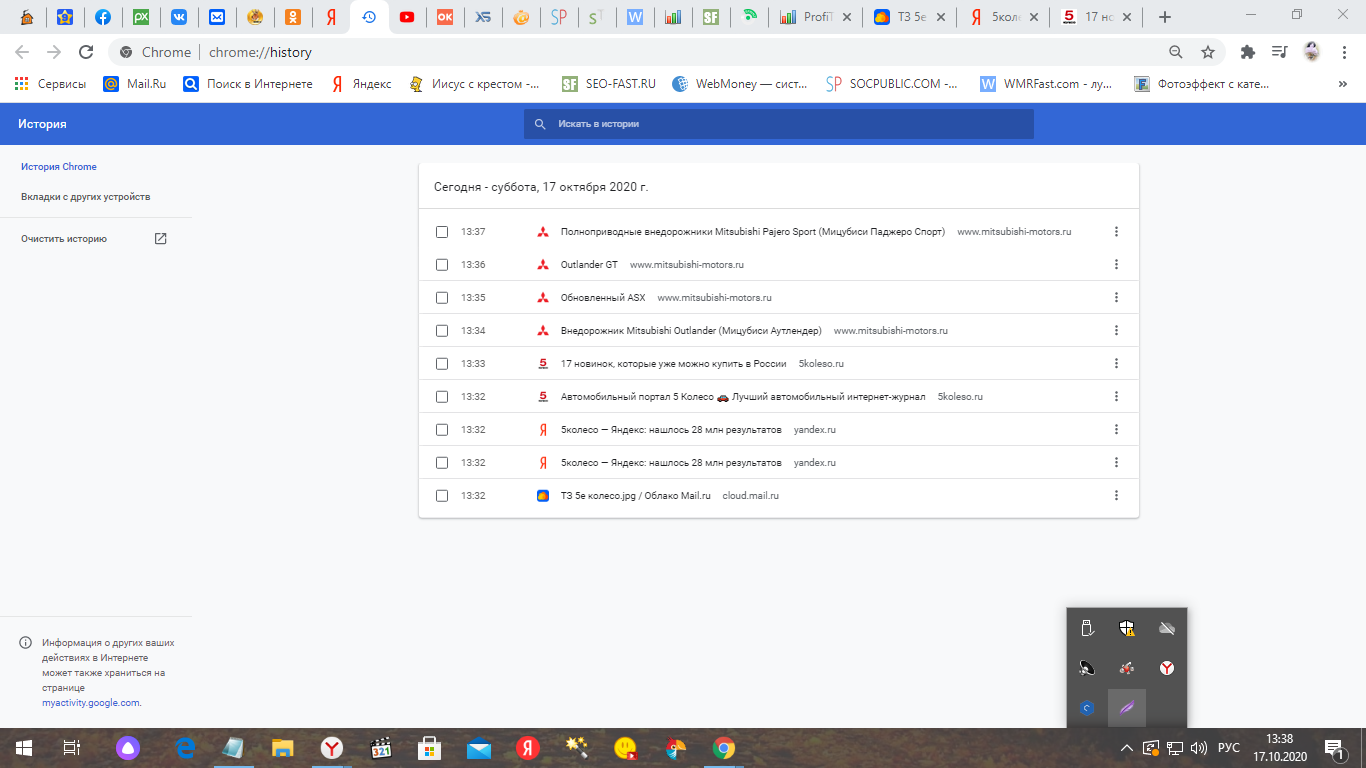 ProfiT
ТЗ 5е
5коле
17 нс
Chrome | chrome://history
Сервисы
Mail.Ru
Поиск в Интернете
Яндекс
Иисус с крестом -...
SEO-FAST.RU
WebMoney — сист...
SOCPUBLIC.COM -...
WMRFast.com - лу...
Фотоэффект с кате...
История
Искать в истории
История Chrome
Вкладки с других устройств
Очистить историю
Сегодня - суббота, 17 октября 2020 г.
13:37 Полноприводные внедорожники Mitsubishi Pajero Sport (Мицубиси Паджеро Спорт) www.mitsubishi-motors.ru
13:36 Outlander GT www.mitsubishi-motors.ru
13:35 Обновленный ASX www.mitsubishi-motors.ru
13:34 Внедорожник Mitsubishi Outlander (Мицубиси Аутлендер) www.mitsubishi-motors.ru
13:33 17 новинок, которые уже можно купить в России 5koleso.ru
13:32 Автомобильный портал 5 Колесо 🚗 Лучший автомобильный интернет-журнал 5koleso.ru
13:32 5колесо — Яндекс: нашлось 28 млн результатов yandex.ru
13:32 5колесо — Яндекс: нашлось 28 млн результатов yandex.ru
13:32 ТЗ 5е колесо.jpg / Облако Mail.ru cloud.mail.ru
Информация о других ваших
действиях в Интернете
может также храниться на
странице
myactivity.google.com.
РУС
13:38
17.10.2020